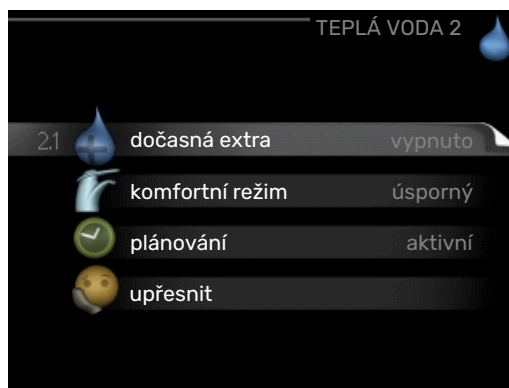 TEPLÁ VODA 2
2.1 dočasná extra vypnuto
komfortní režim úsporný
plánování aktivní
upřesnit